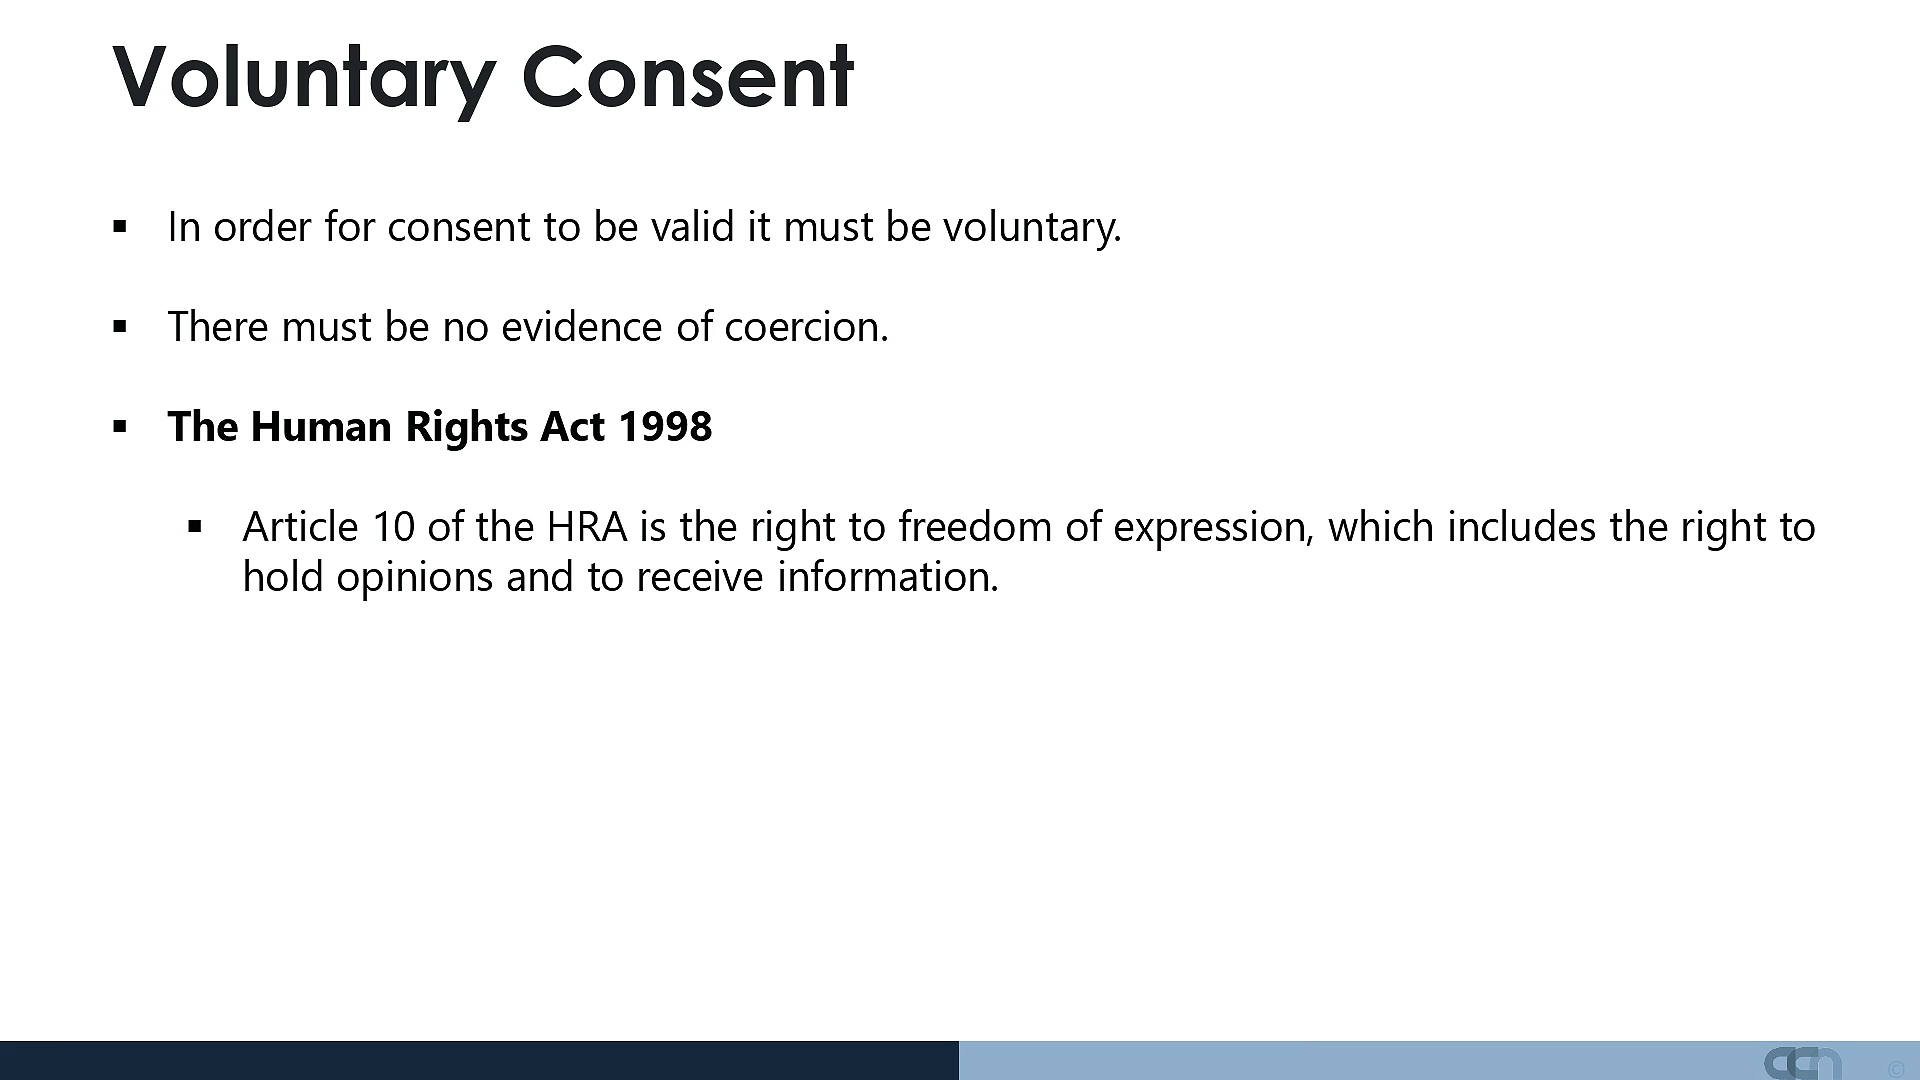 Voluntary Consent
▪ In order for consent to be valid it must be voluntary.
▪ There must be no evidence of coercion.
▪ The Human Rights Act 1998
▪ Article 10 of the HRA is the right to freedom of expression, which includes the right to
hold opinions and to receive information.
ccn
©